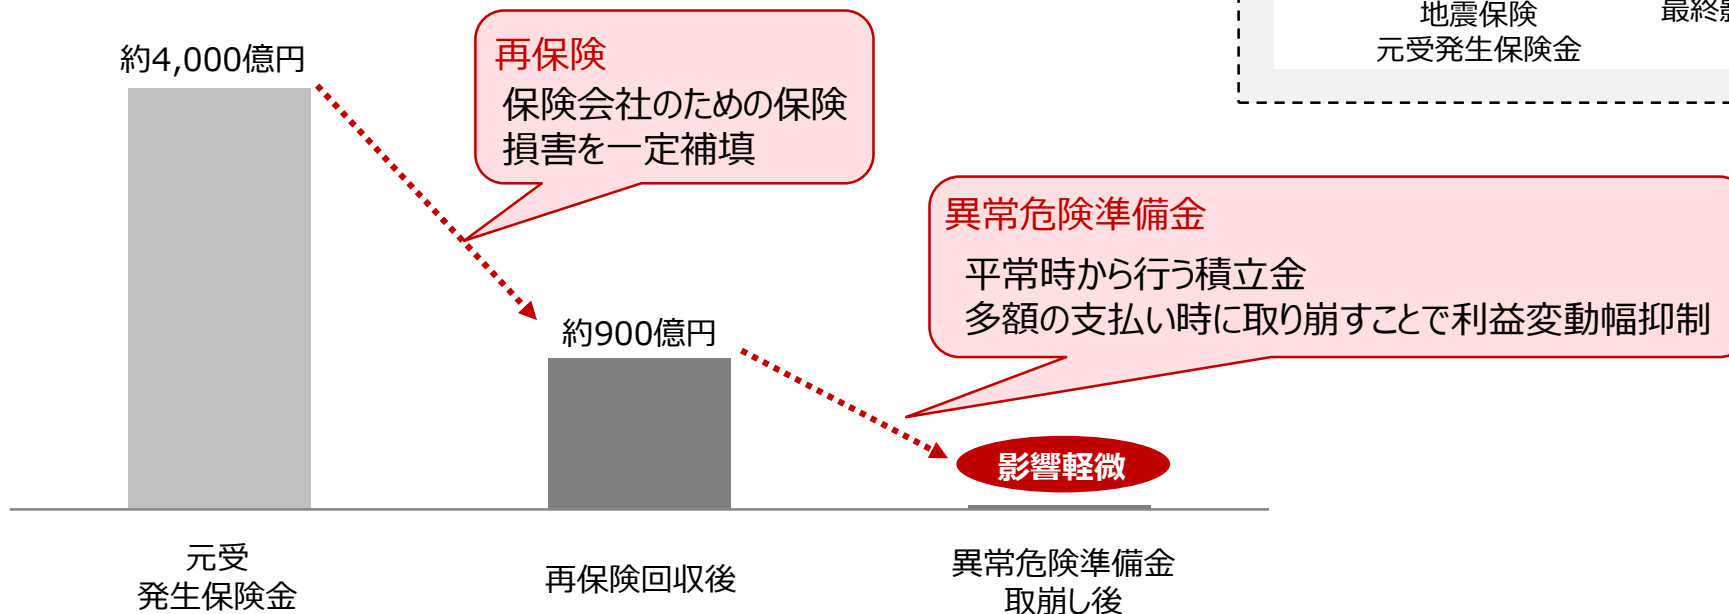 地震保険
元受発生保険金
最終
約4,000億円
再保険
保険会社のための保険
損害を一定補填
異常危険準備金
平常時から行う積立金
多額の支払い時に取り崩すことで利益変動幅抑制
約900億円
影響軽微
元受
発生保険金
再保険回収後
異常危険準備金
取崩し後